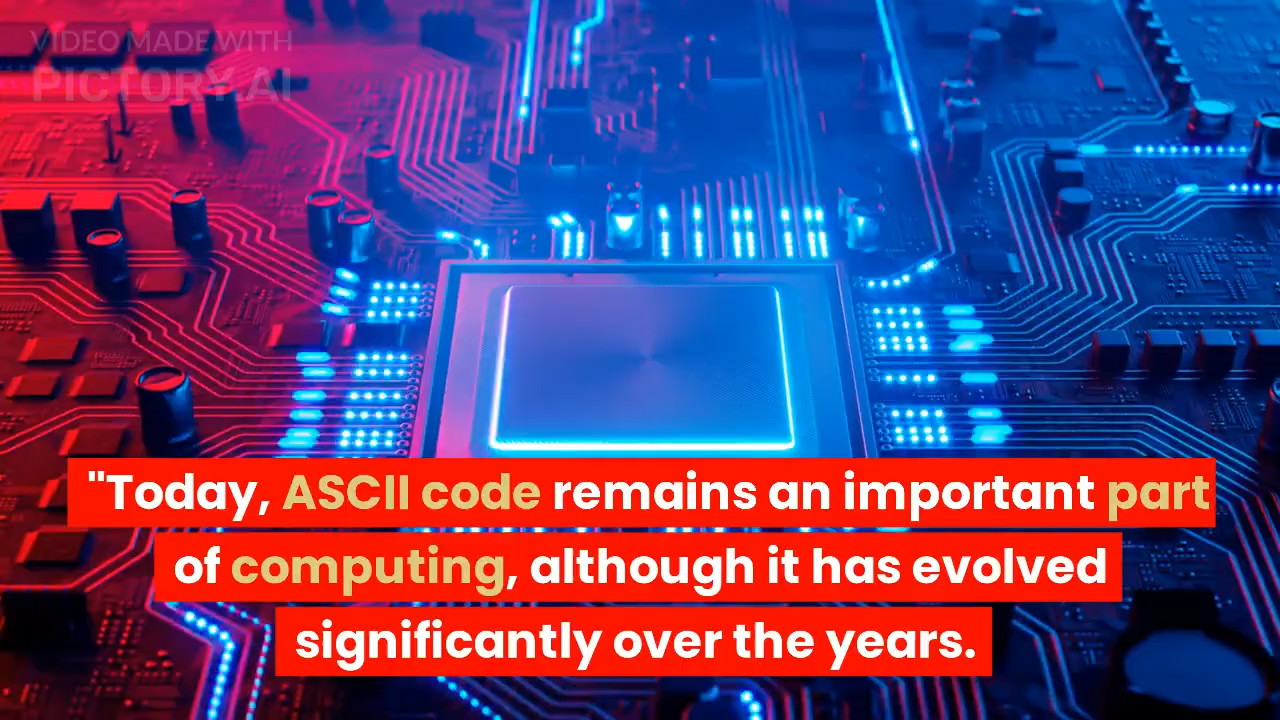 VIDEO MADE WITH
PICTORY.AI
"Today, ASCII code remains an important part
of computing, although it has evolved
significantly over the years.